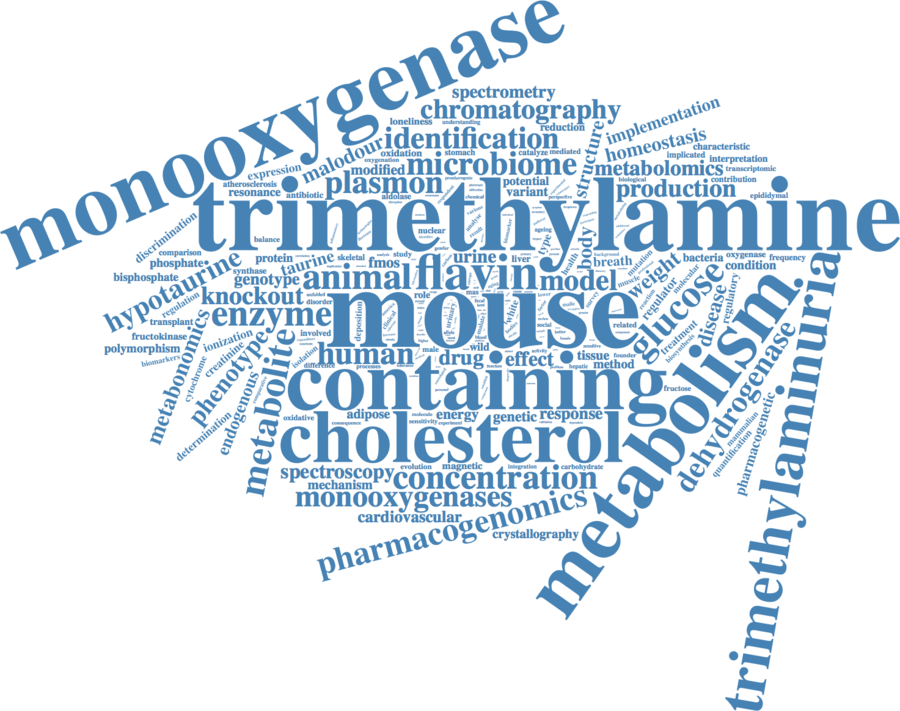 monooxygenase
spectrometry
chromatography
loneliness
understanding
reduction
implementation
identification
malodour
oxidation
stomach
catalyze
mediated
structure
homeostasis
characteristic
expression
oxygenation
modified
microbiome
metabolomics
implicated
interpretation
transcriptomic
atherosclerosis
resonance
antibiotic
plasmon
aldolase
potential
variant
biological
contribution
production
epididymal
trimethylamine
discrimination
balance
nuclear
ageing
type
body
comparison
phosphate
protein
taurine
skeletal
study
fmos
urine
liver
health
breath
mutation
weight
bacteria
oxygenase
frequency
condition
bisphosphate
hypotaurine
synthase
genotype
animal
flavin
model
muscle
glucose
regulator
molecular
regulatory
regulation
knockout
disorder
role
white
disease
transplant
enzyme
deposition
mouse
urinary
social
related
treatment
biosynthesis
fructokinase
polymorphism
biomarkers
ionization
creatinine
cytochrome
metabonomics
phenotype
involved
isolation
human
difference
processes
male
wild
drug
effect
activity
hepatic
tissue
founder
method
metabolism
dehydrogenase
trimethylaminuria
endogenous
determination
metabolite
containing
fructose
mammalian
quantification
pharmacogenetic
oxidative
consequence
adipose
molecule
sensitivity
energy
experimental
genetic
response
cholesterol
spectroscopy
evolution
magnetic
integration
carbohydrate
mechanism
concentration
monooxygenases
cardiovascular
pharmacogenomics
crystallography